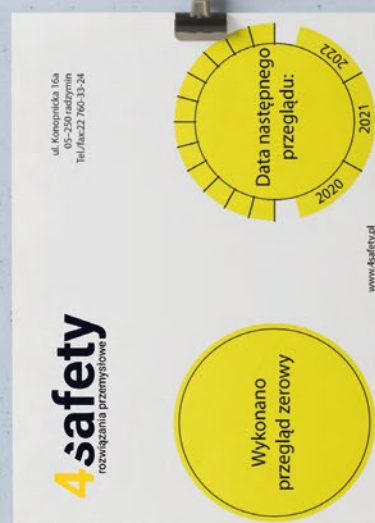 4safety
rozwiązania przemysłowe
ul. Konopnicka 16a
05-250 radzymin
Tel./fax:22 760-33-24
Wykonano
przegląd zerowy
Data następnego
przeglądu:
2020
2021
2022
www.4safety.pl